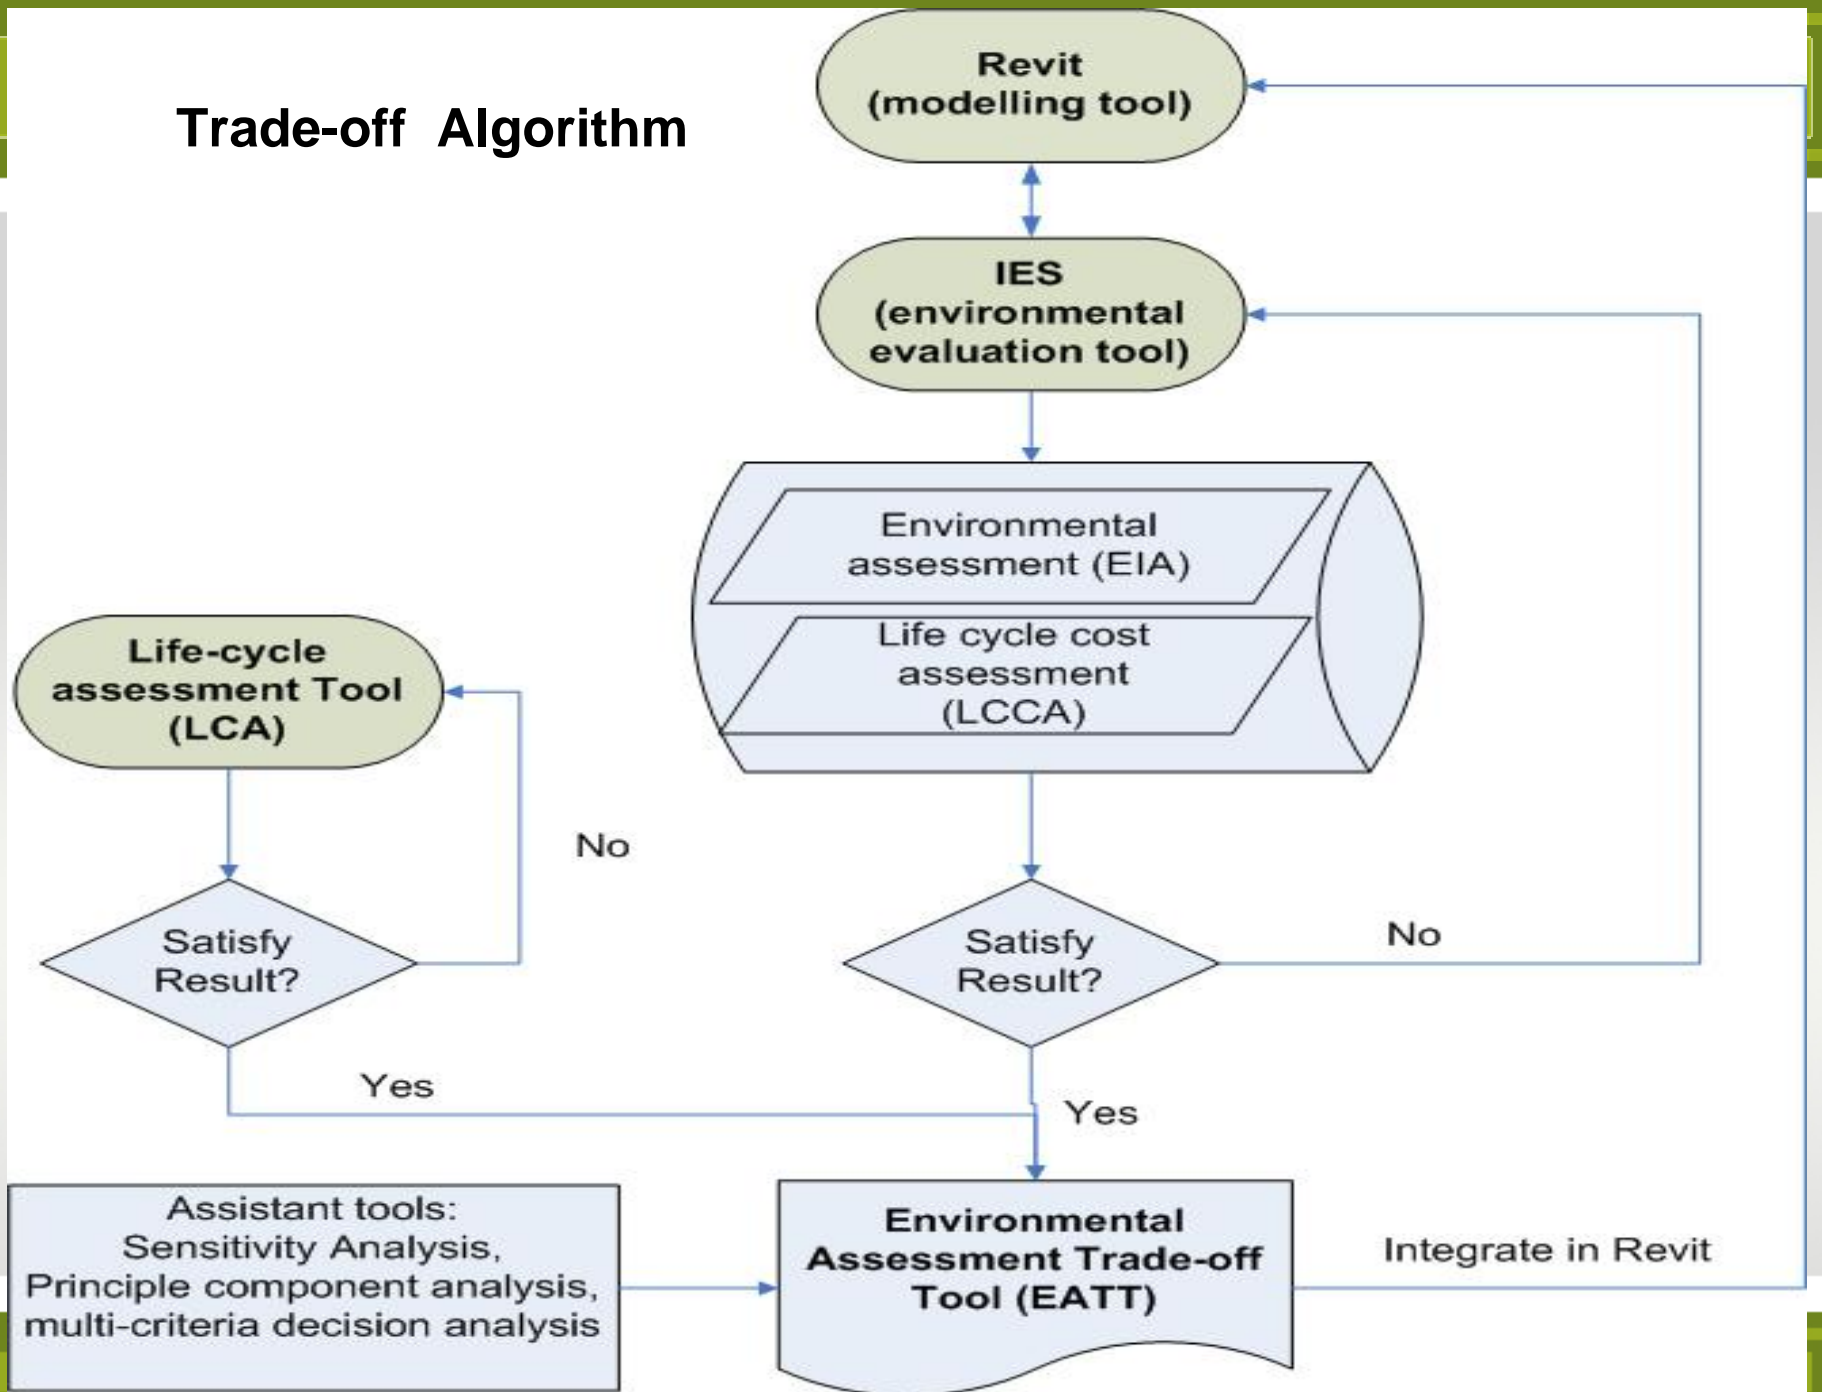 Trade-off Algorithm
Revit
(modelling tool)
IES
(environmental
evaluation tool)
Environmental
assessment (EIA)
Life cycle cost
assessment
(LCCA)
Life-cycle
assessment Tool
(LCA)
No
Satisfy
Result?
Satisfy
Result?
No
Yes
Yes
Assistant tools:
Sensitivity Analysis,
Principle component analysis,
multi-criteria decision analysis
Environmental
Assessment Trade-off
Tool (EATT)
Integrate in Revit